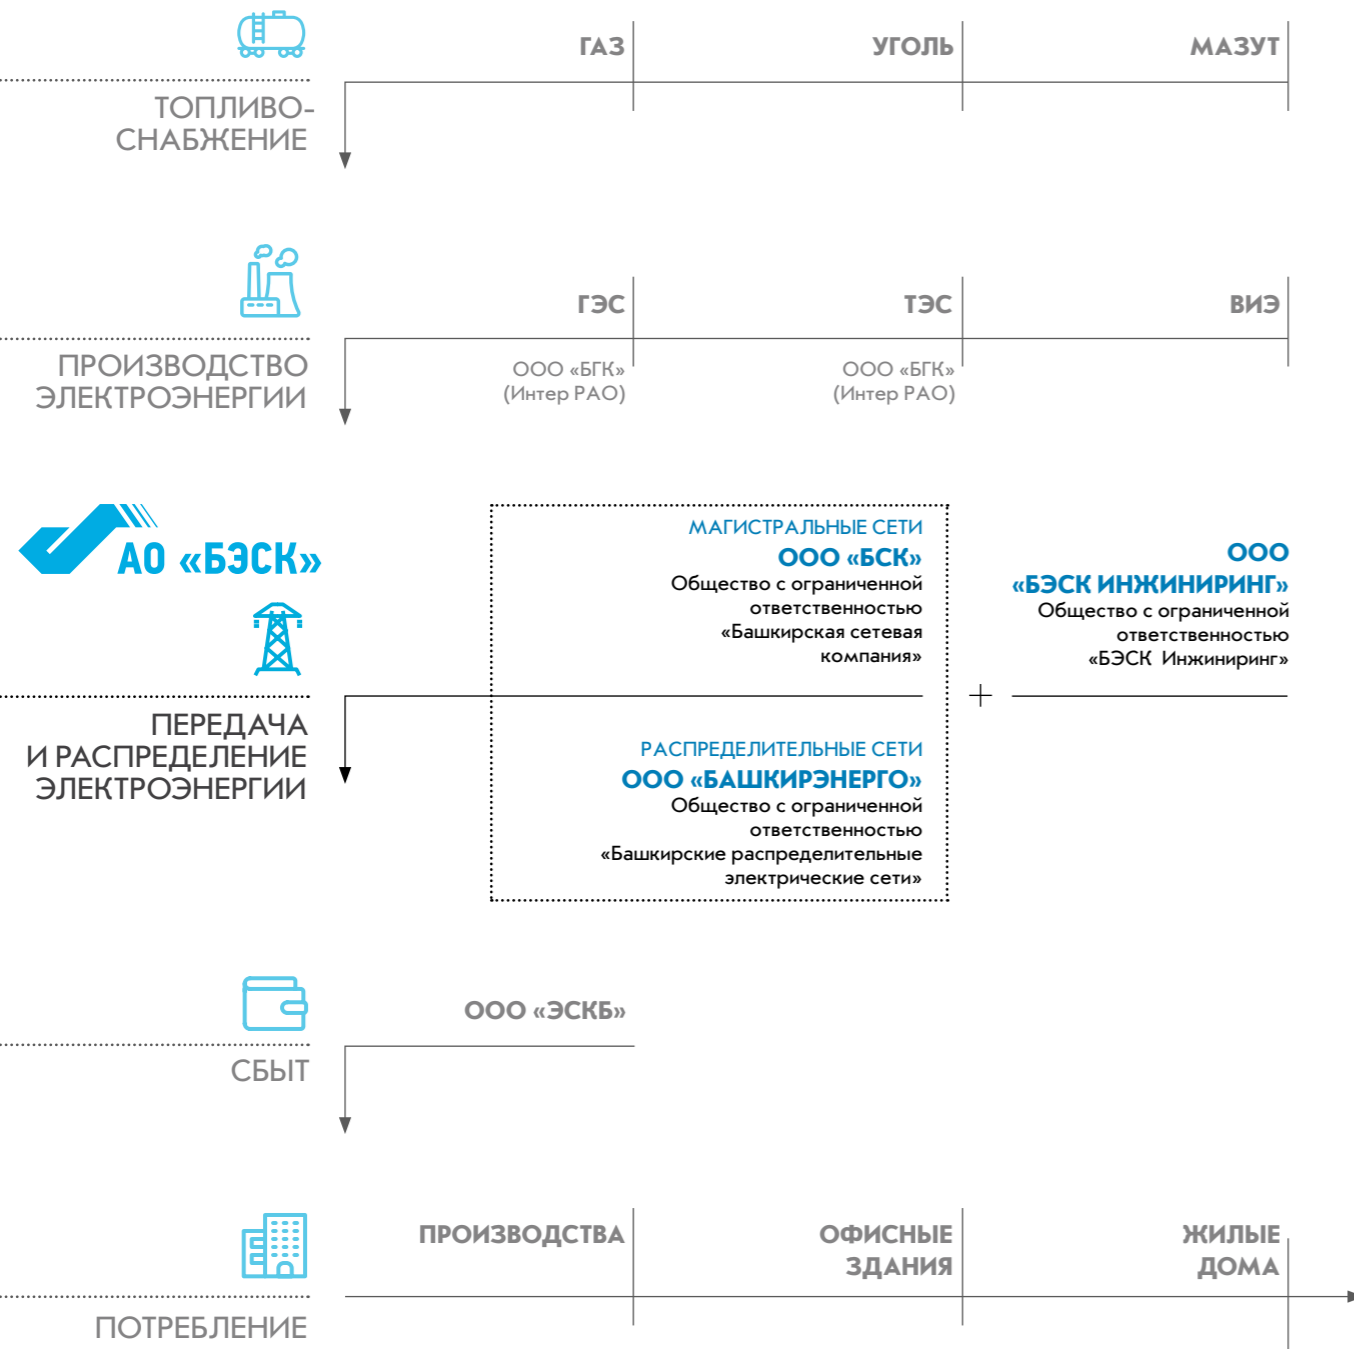 ГАЗ
УГОЛЬ
МАЗУТ
ТОПЛИВО-
СНАБЖЕНИЕ
ГЭС
ТЭС
ВИЭ
ПРОИЗВОДСТВО
ЭЛЕКТРОЭНЕРГИИ
ООО «БГК»
(Интер РАО)
ООО «БГК»
(Интер РАО)
АО «БЭСК»
МАГИСТРАЛЬНЫЕ СЕТИ
ООО «БСК»
Общество с ограниченной
ответственностью
«Башкирская сетевая
компания»
+
ООО
«БЭСК ИНЖИНИРИНГ»
Общество с ограниченной
ответственностью
«БЭСК Инжиниринг»
ПЕРЕДАЧА
И РАСПРЕДЕЛЕНИЕ
ЭЛЕКТРОЭНЕРГИИ
РАСПРЕДЕЛИТЕЛЬНЫЕ СЕТИ
ООО «БАШКИРЭНЕРГО»
Общество с ограниченной
ответственностью
«Башкирские распределительные
электрические сети»
ООО «ЭСКБ»
СБЫТ
ПРОИЗВОДСТВА
ОФИСНЫЕ
ЗДАНИЯ
ЖИЛЫЕ
ДОМА
ПОТРЕБЛЕНИЕ